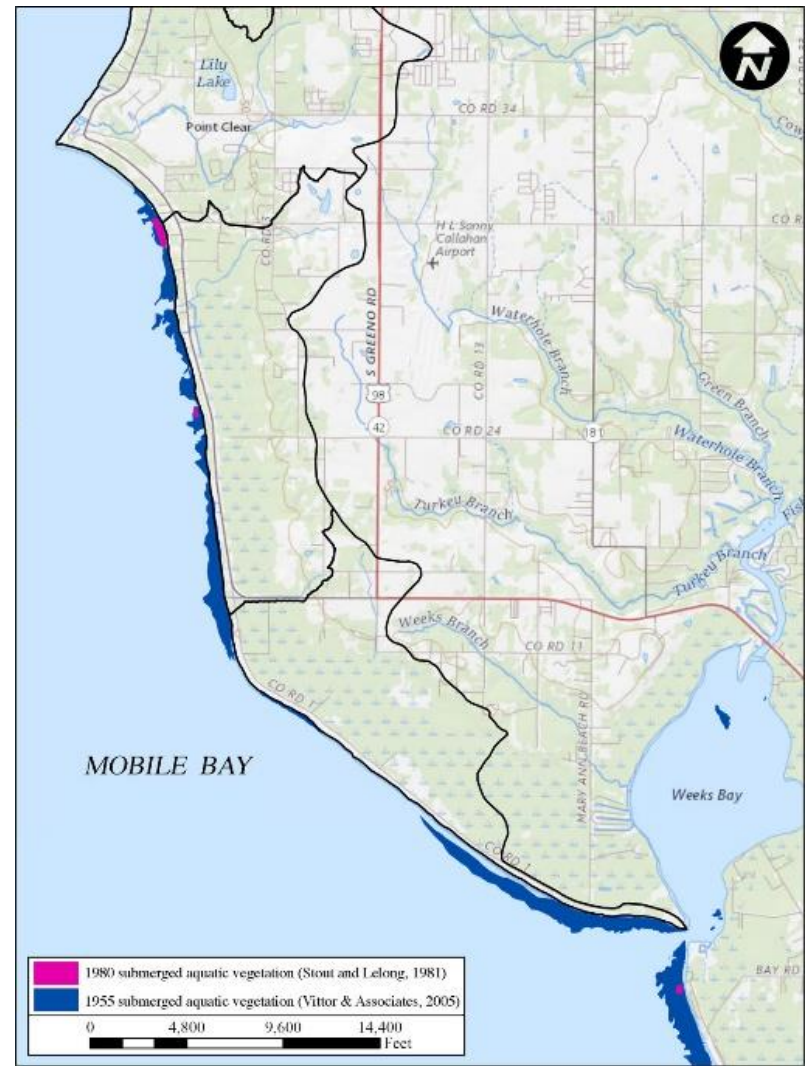 N
Lily
Lake
CO RD 34
Point Clear
CO RD 3
H L Sonny
Callahan
Airport
S GREENO RD
Waterhole Branch
CO RD 13
Green Branch
98
42
CO RD 24
181
Waterhole Branch
Turkey Branch
Turkey Branch
Weeks Branch
CO RD 11
CO RD 1
MARY ANN BEACH RD
MOBILE BAY
Weeks Bay
CO RD 1
BAY RD
1980 submerged aquatic vegetation (Stout and Lelong, 1981)
1955 submerged aquatic vegetation (Vittor & Associates, 2005)
0 4,800 9,600 14,400
Feet